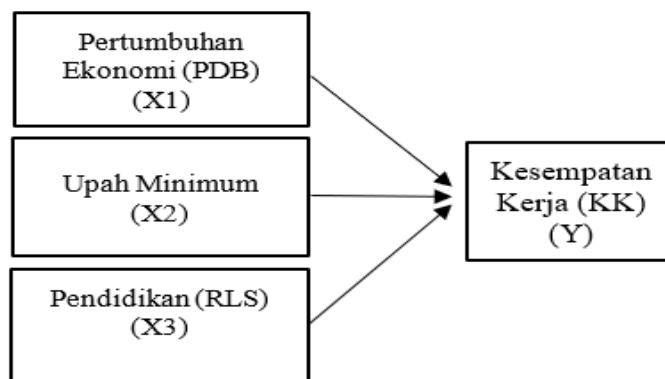 Pertumbuhan
Ekonomi (PDB)
(X1)
Upah Minimum
(X2)
Pendidikan (RLS)
(X3)
Kesempatan
Kerja (KK)
(Y)